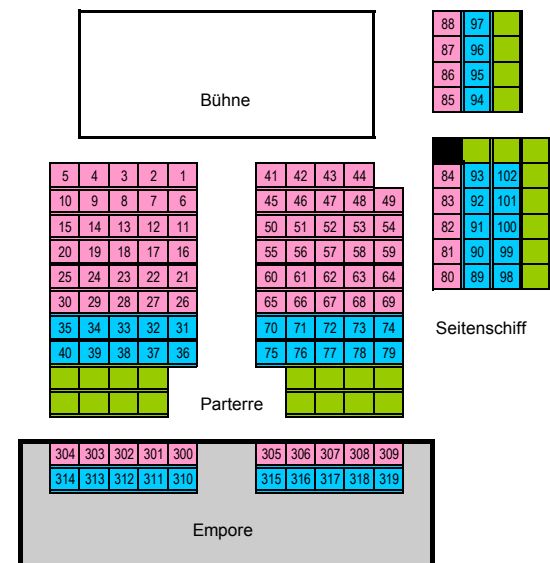 88 97
87 96
86 95
85 94
Bühne
5 4 3 2 1
10 9 8 7 6
15 14 13 12 11
20 19 18 17 16
25 24 23 22 21
30 29 28 27 26
35 34 33 32 31
40 39 38 37 36
41 42 43 44
45 46 47 48 49
50 51 52 53 54
55 56 57 58 59
60 61 62 63 64
65 66 67 68 69
70 71 72 73 74
75 76 77 78 79
84 93 102
83 92 101
82 91 100
81 90 99
80 89 98
Seitenschiff
Parterre
304 303 302 301 300
314 313 312 311 310
305 306 307 308 309
315 316 317 318 319
Empore